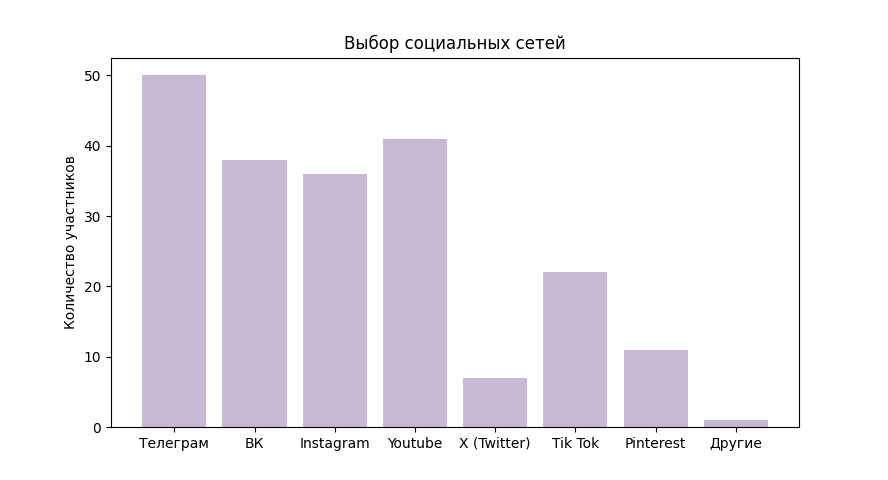 Выбор социальных сетей
Количество участников
50
40
30
20
10
0
Телеграм ВК Instagram Youtube X (Twitter) Tik Tok Pinterest Другие